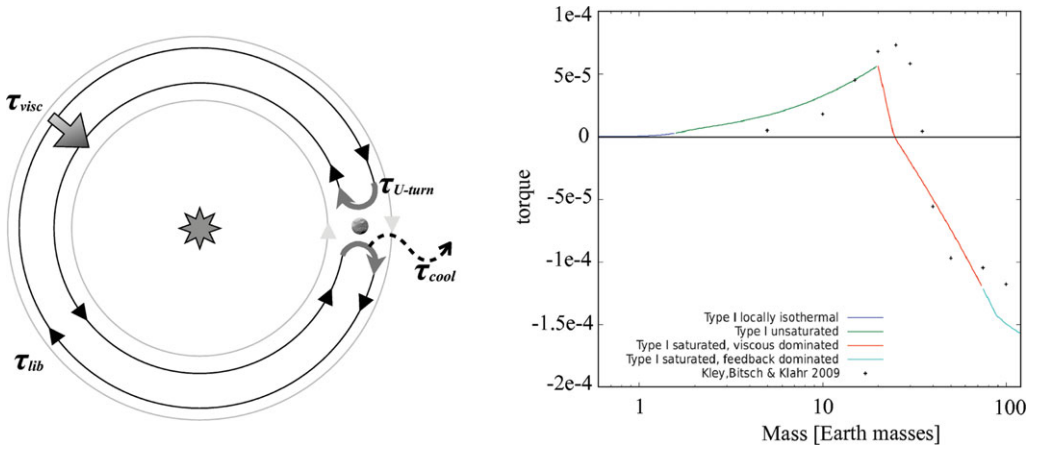 τvisc
τU-turn
τcool
τlib
1e-4
5e-5
0
-5e-5
-1e-4
-1.5e-4
-2e-4
torque
Type I locally isothermal
Type I unsaturated
Type I saturated, viscous dominated
Type I saturated, feedback dominated
Kley,Bitsch & Klahr 2009
1 10 100
Mass [Earth masses]